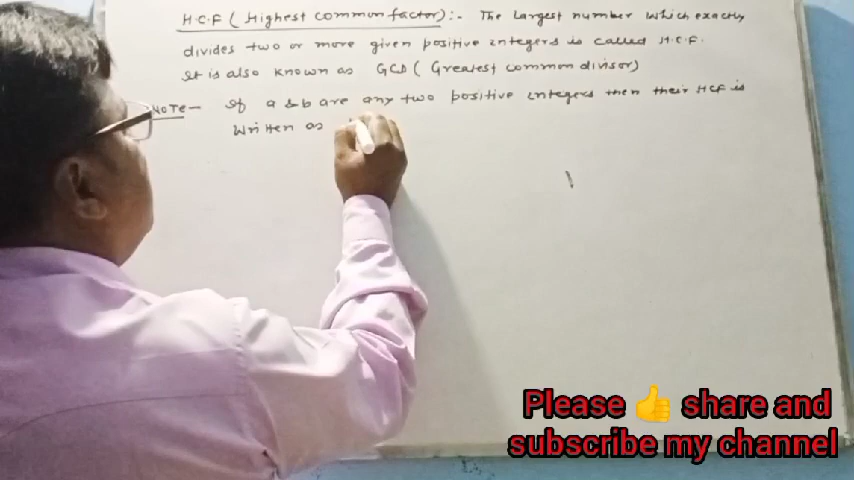 H.C.F (Highest common factor):- The largest number which exactly
divides two or more given positive integers is called H.C.F.
It is also known as GCD (Greatest common divisor)
NOTE - If a & b are any two positive integers then their HCF is
written as
Please 👍 share and
subscribe my channel